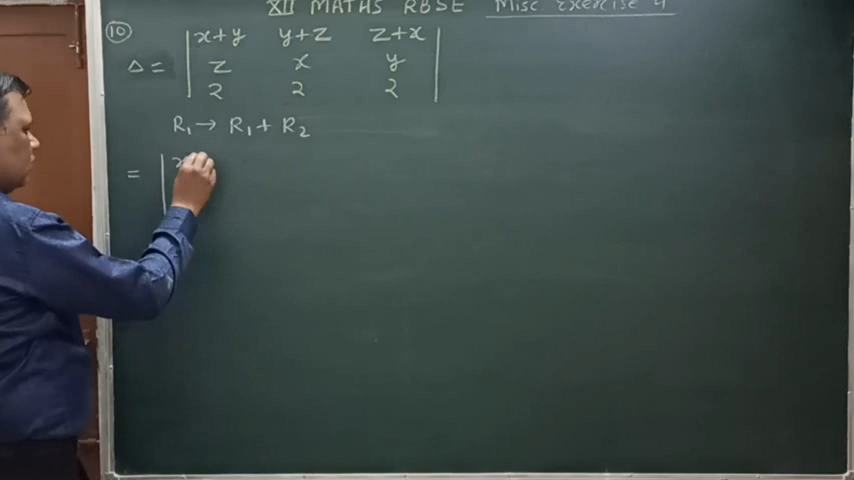 XII MATHS RBSE Misc Exercise 4
10
x+y y+z z+x
Δ = z x y
2 2 2
R₁ → R₁ + R₂
= x